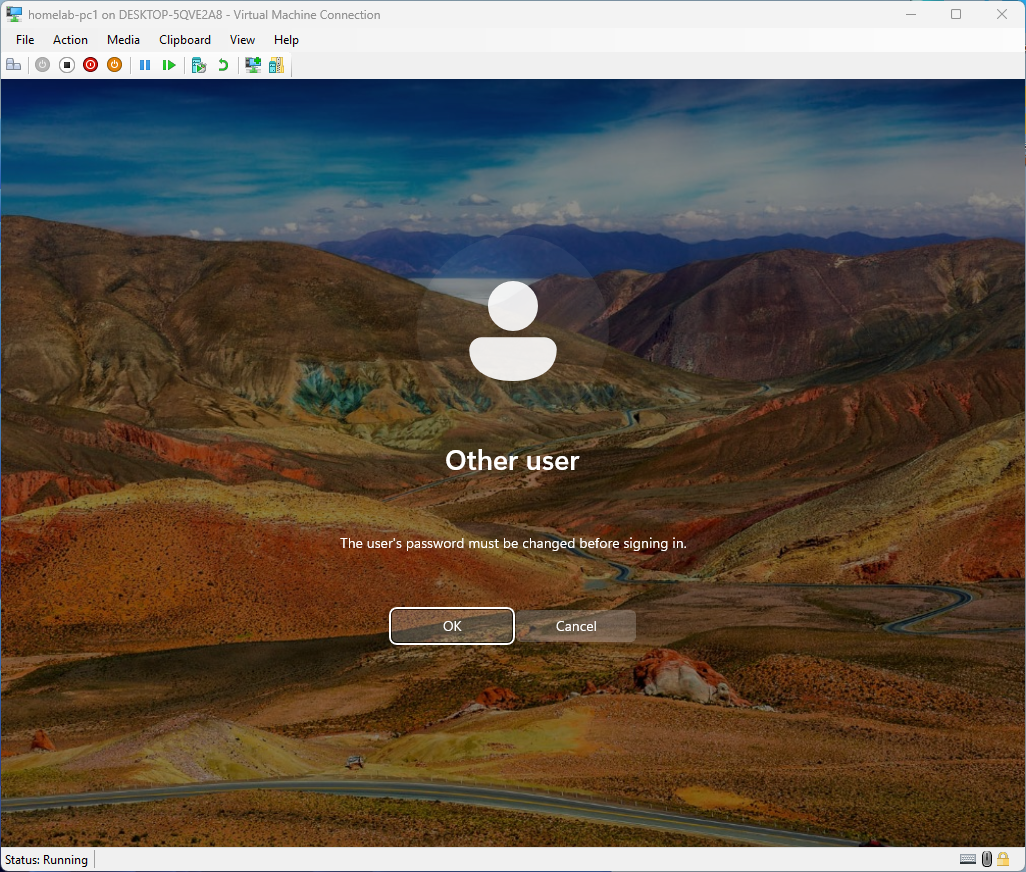 homelab-pc1 on DESKTOP-5QVE2A8 - Virtual Machine Connection
File Action Media Clipboard View Help
Other user
The user's password must be changed before signing in.
OK Cancel
Status: Running